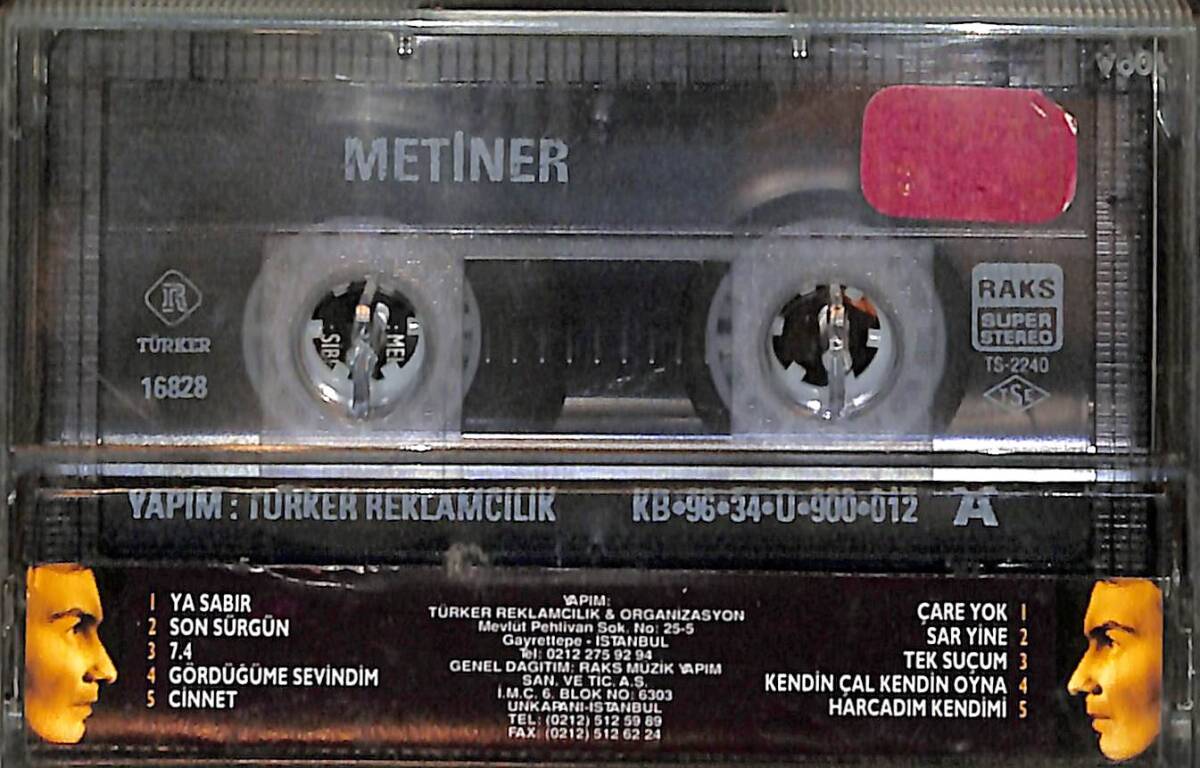 100%
METİNER
R
TÜRKER
16828
RAKS
SUPER
STEREO
TS-2240
TSE
YAPIM : TÜRKER REKLAMCILIK KB•96•34•U•900•012 A
1 YA SABIR
2 SON SÜRGÜN
3 7.4
4 GÖRDÜĞÜME SEVİNDİM
5 CİNNET
YAPIM:
TÜRKER REKLAMCILIK & ORGANİZASYON
Mevlüt Pehlivan Sok. No: 25-5
Gayrettepe - İSTANBUL
Tel: 0212 275 92 94
GENEL DAĞITIM: RAKS MÜZİK YAPIM
SAN. VE TİC. A.Ş.
İ.M.Ç. 6. BLOK NO: 6303
UNKAPANI-İSTANBUL
TEL: (0212) 512 59 69
FAX: (0212) 512 62 24
ÇARE YOK 1
SAR YİNE 2
TEK SUÇUM 3
KENDİN ÇAL KENDİN OYNA 4
HARCADIM KENDİMİ 5